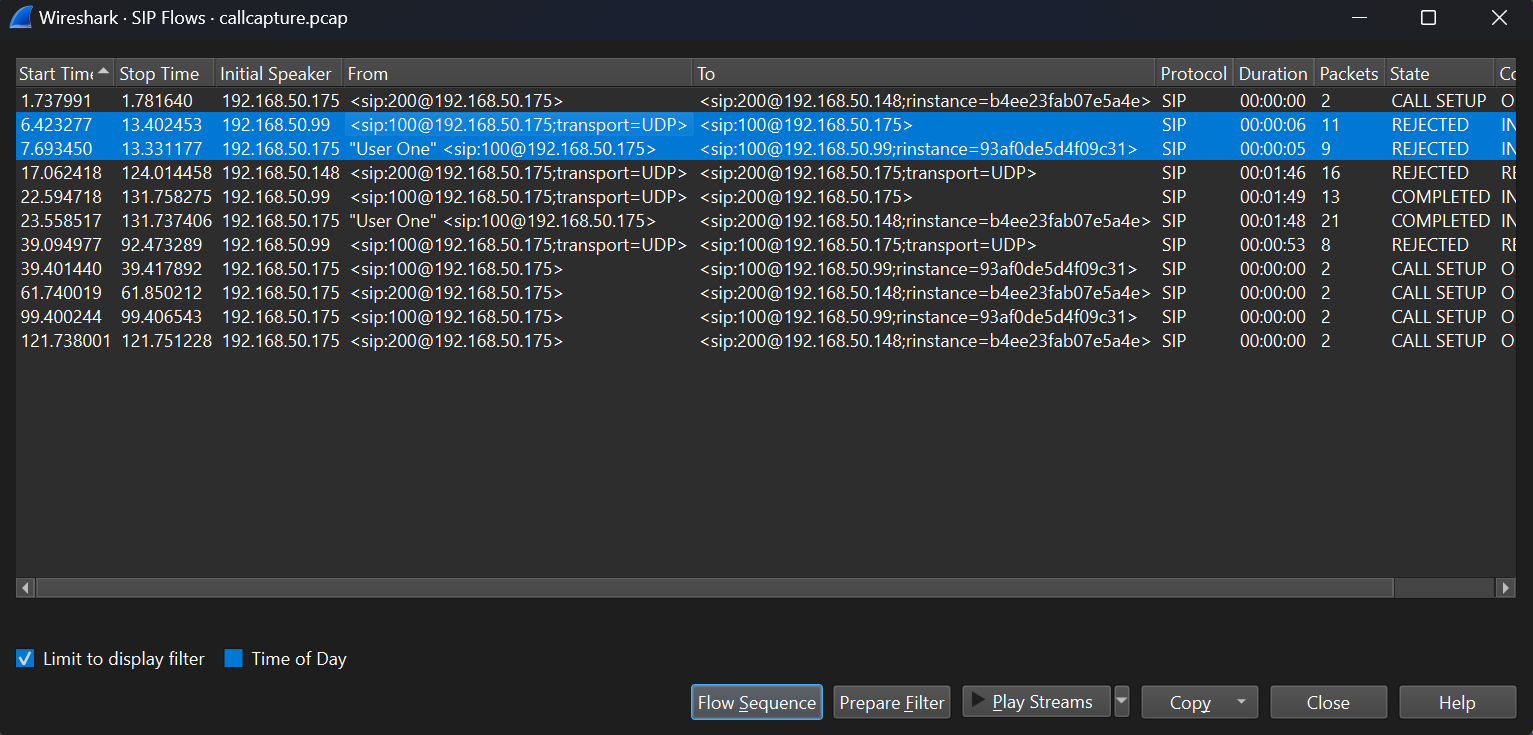 Wireshark · SIP Flows · callcapture.pcap
Start Time Stop Time Initial Speaker From To Protocol Duration Packets State Co
1.737991 1.781640 192.168.50.175 <sip:200@192.168.50.175> <sip:200@192.168.50.148;rinstance=b4ee23fab07e5a4e> SIP 00:00:00 2 CALL SETUP O
6.423277 13.402453 192.168.50.99 <sip:100@192.168.50.175;transport=UDP> <sip:100@192.168.50.175> SIP 00:00:06 11 REJECTED IN
7.693450 13.331177 192.168.50.175 "User One" <sip:100@192.168.50.175> <sip:100@192.168.50.99;rinstance=93af0de5d4f09c31> SIP 00:00:05 9 REJECTED IN
17.062418 124.014458 192.168.50.148 <sip:200@192.168.50.175;transport=UDP> <sip:200@192.168.50.175;transport=UDP> SIP 00:01:46 16 REJECTED RE
22.594718 131.758275 192.168.50.99 <sip:100@192.168.50.175;transport=UDP> <sip:200@192.168.50.175> SIP 00:01:49 13 COMPLETED IN
23.558517 131.737406 192.168.50.175 "User One" <sip:100@192.168.50.175> <sip:200@192.168.50.148;rinstance=b4ee23fab07e5a4e> SIP 00:01:48 21 COMPLETED IN
39.094977 92.473289 192.168.50.99 <sip:100@192.168.50.175;transport=UDP> <sip:100@192.168.50.175;transport=UDP> SIP 00:00:53 8 REJECTED RE
39.401440 39.417892 192.168.50.175 <sip:100@192.168.50.175> <sip:100@192.168.50.99;rinstance=93af0de5d4f09c31> SIP 00:00:00 2 CALL SETUP O
61.740019 61.850212 192.168.50.175 <sip:200@192.168.50.175> <sip:200@192.168.50.148;rinstance=b4ee23fab07e5a4e> SIP 00:00:00 2 CALL SETUP O
99.400244 99.406543 192.168.50.175 <sip:100@192.168.50.175> <sip:100@192.168.50.99;rinstance=93af0de5d4f09c31> SIP 00:00:00 2 CALL SETUP O
121.738001 121.751228 192.168.50.175 <sip:200@192.168.50.175> <sip:200@192.168.50.148;rinstance=b4ee23fab07e5a4e> SIP 00:00:00 2 CALL SETUP O
Limit to display filter Time of Day
Flow Sequence Prepare Filter Play Streams Copy Close Help